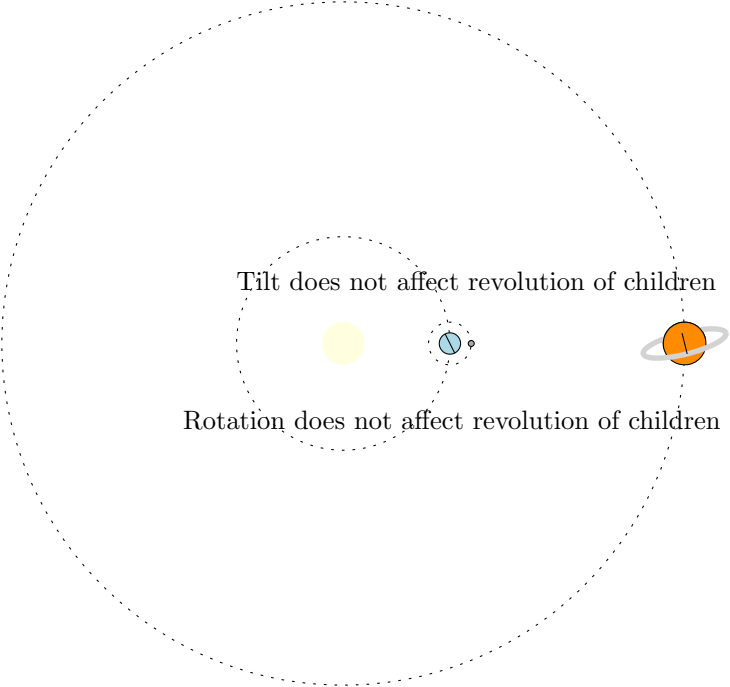 Tilt does not affect revolution of children
Rotation does not affect revolution of children